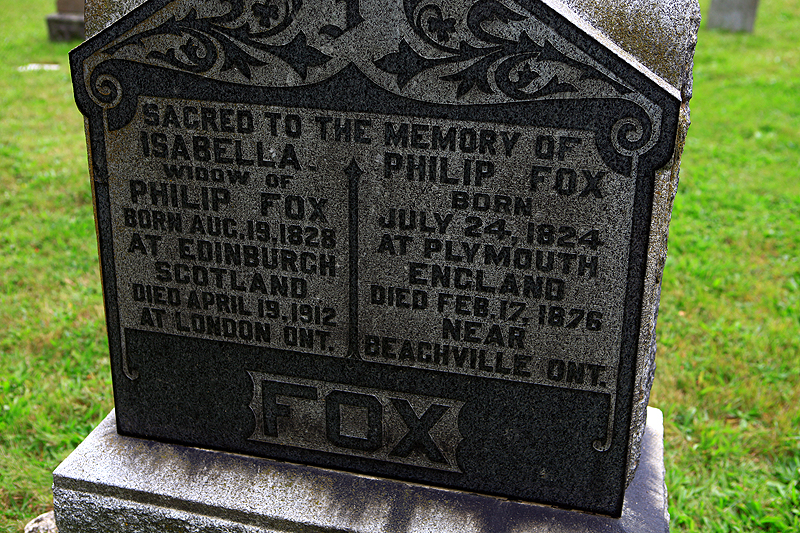 SACRED TO THE MEMORY OF
ISABELLA
WIDOW OF
PHILIP FOX
BORN AUG. 19, 1828
AT EDINBURGH
SCOTLAND
DIED APRIL 19, 1912
AT LONDON ONT.
PHILIP FOX
BORN
JULY 24, 1824
AT PLYMOUTH
ENGLAND
DIED FEB. 17, 1876
NEAR
BEACHVILLE ONT.
FOX